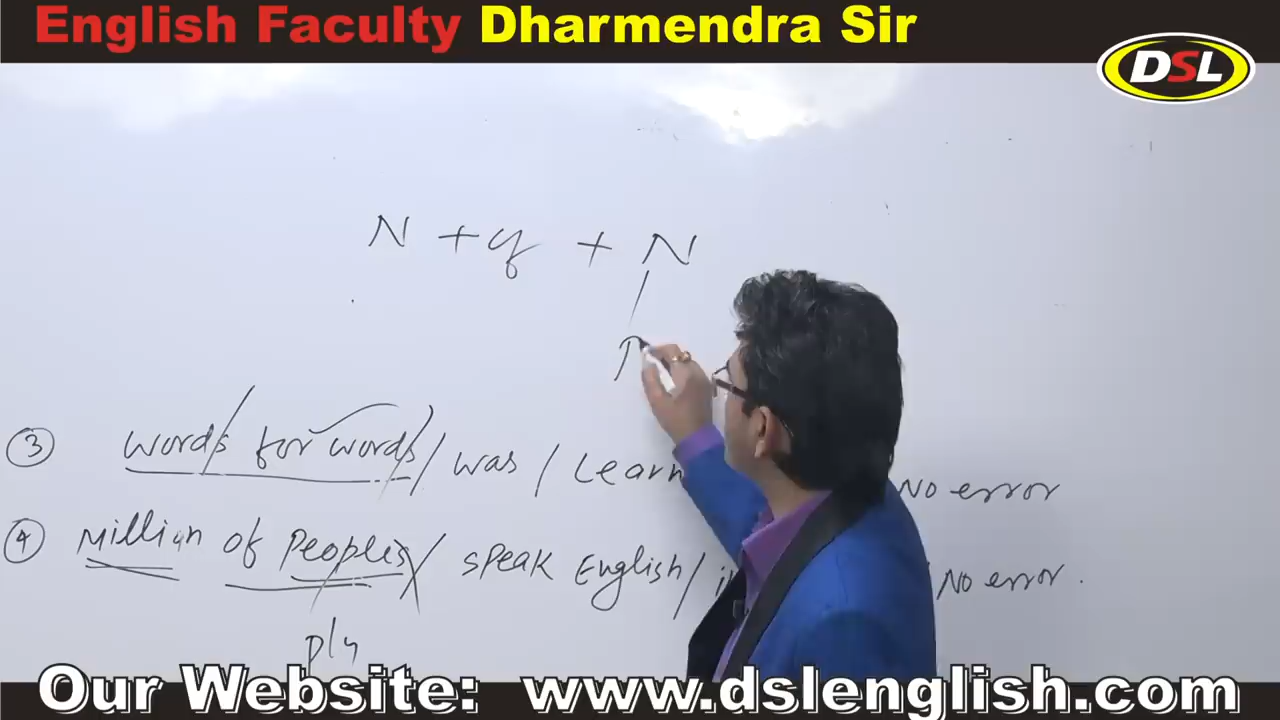 English Faculty Dharmendra Sir
DSL
N + of + N
③ words for words / was / Learn No error
④ Million of Peoples / speak English / No error.
Our Website: www.dslenglish.com